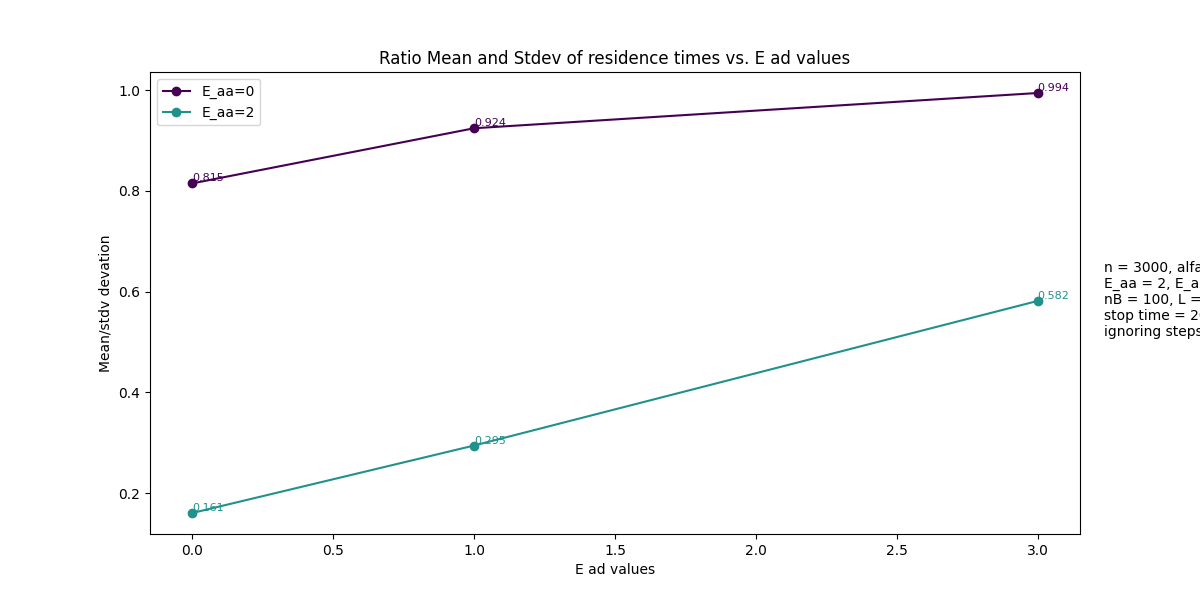 Ratio Mean and Stdev of residence times vs. E ad values
E_aa=0
E_aa=2
Mean/stdv devation
1.0
0.8
0.6
0.4
0.2
0.815
0.924
0.994
0.161
0.295
0.582
0.0
0.5
1.0
1.5
2.0
2.5
3.0
E ad values
n = 3000, alfa
E_aa = 2, E_a
nB = 100, L =
stop time = 2
ignoring steps